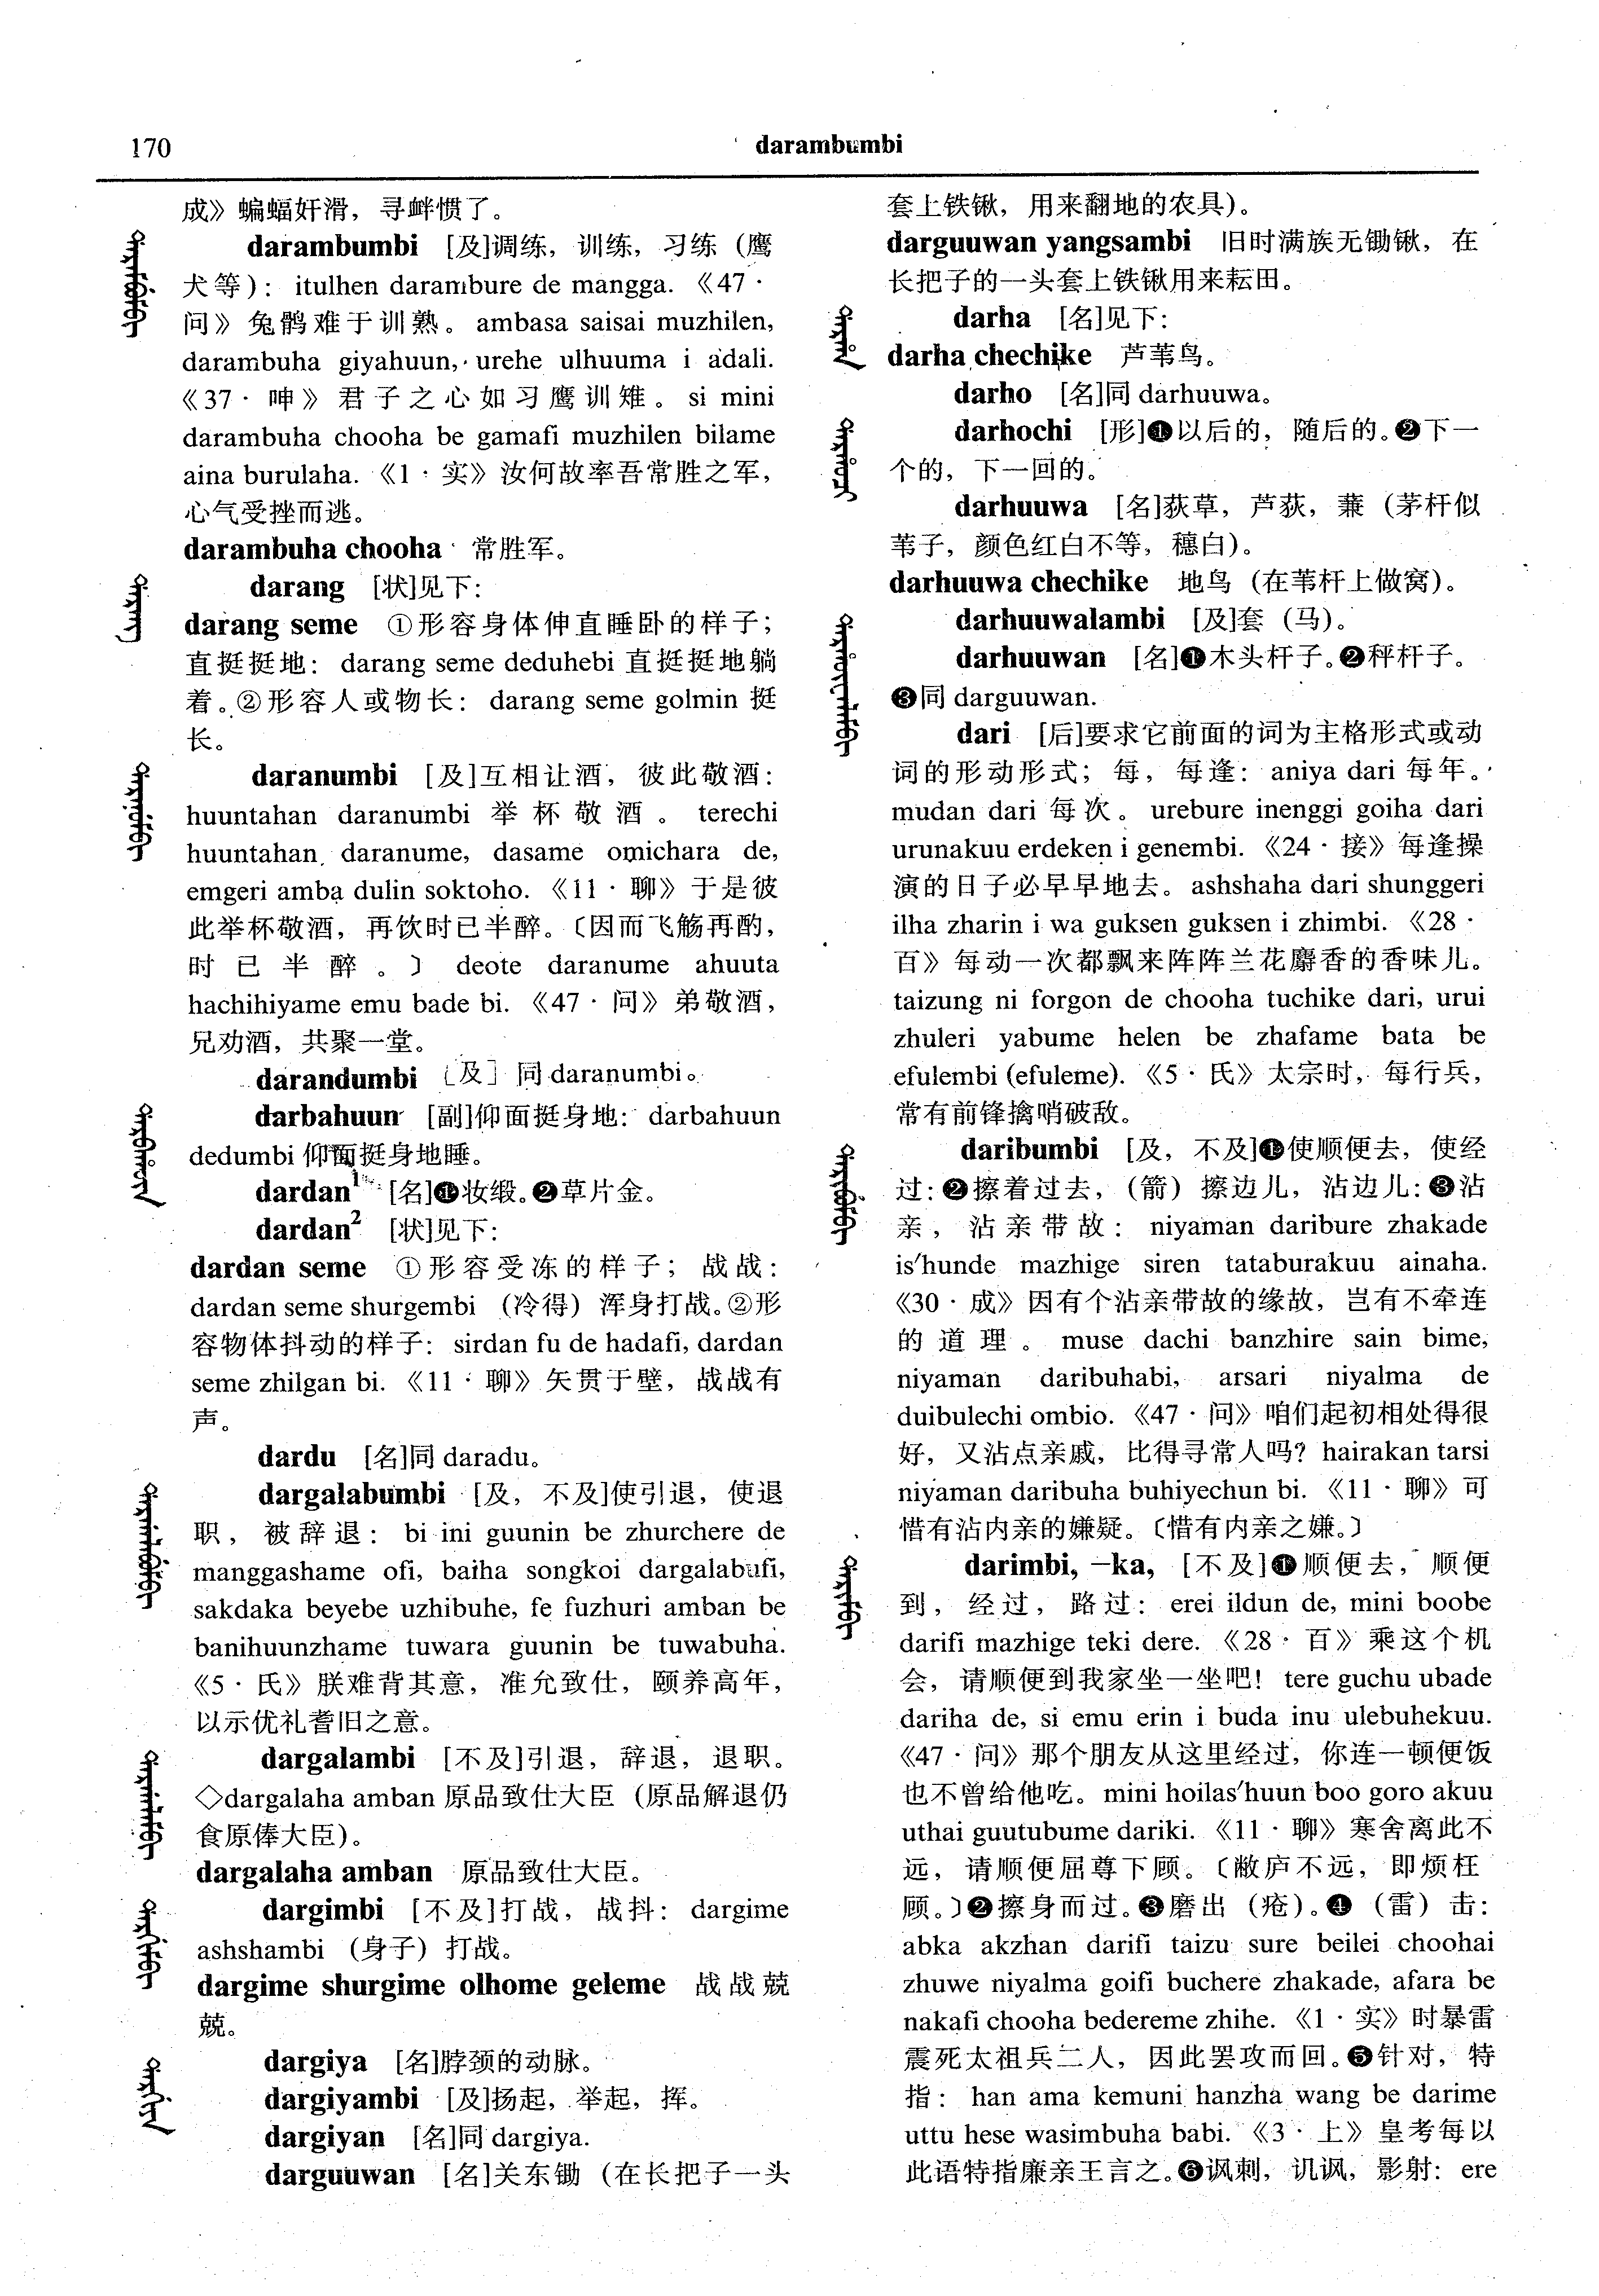 170
darambumbi
成》蝙蝠奸滑，寻衅惯了。
darambumbi [及]调练，训练，习练（鹰
犬等）：itulhen darambure de mangga.《47·
问》兔鹘难于训熟。ambasa saisai muzhilen,
darambuha giyahuun, urehe ulhuuma i adali.
《37·呻》君子之心如习鹰训雉。si mini
darambuha chooha be gamafi muzhilen bilame
aina burulaha.《1·实》汝何故率吾常胜之军，
心气受挫而逃。
darambuha chooha 常胜军。
darang [状]见下：
darang seme ①形容身体伸直睡卧的样子；
直挺挺地：darang seme deduhebi 直挺挺地躺
着。②形容人或物长：darang seme golmin 挺
长。
daranumbi [及]互相让酒，彼此敬酒：
huuntahan daranumbi 举杯敬酒。terechi
huuntahan daranume, dasame omichara de,
emgeri amba dulin soktoho.《11·聊》于是彼
此举杯敬酒，再饮时已半醉。〔因而飞觞再酌，
时已半醉。〕deote daranume ahuuta
hachihiyame emu bade bi.《47·问》弟敬酒，
兄劝酒，共聚一堂。
darandumbi [及] 同 daranumbi。
darbahuun [副]仰面挺身地：darbahuun
dedumbi 仰面挺身地睡。
dardan¹ [名]❶妆缎。❷草片金。
dardan² [状]见下：
dardan seme ①形容受冻的样子；战战：
dardan seme shurgembi （冷得）浑身打战。②形
容物体抖动的样子：sirdan fu de hadafi, dardan
seme zhilgan bi.《11·聊》矢贯于壁，战战有
声。
dardu [名]同 daradu。
dargalabumbi [及，不及]使引退，使退
职，被辞退：bi ini guunin be zhurchere de
manggashame ofi, baiha songkoi dargalabufi,
sakdaka beyebe uzhibuhe, fe fuzhuri amban be
banihuunzhame tuwara guunin be tuwabuha.
《5·氏》朕难背其意，准允致仕，颐养高年，
以示优礼耆旧之意。
dargalambi [不及]引退，辞退，退职。
◇dargalaha amban 原品致仕大臣（原品解退仍
食原俸大臣）。
dargalaha amban 原品致仕大臣。
dargimbi [不及]打战，战抖：dargime
ashshambi （身子）打战。
dargime shurgime olhome geleme 战战兢
兢。
dargiya [名]脖颈的动脉。
dargiyambi [及]扬起，举起，挥。
dargiyan [名]同 dargiya.
darguuwan [名]关东锄（在长把子一头
套上铁锹，用来翻地的农具）。
darguuwan yangsambi 旧时满族无锄锹，在
长把子的一头套上铁锹用来耘田。
darha [名]见下：
darha chechike 芦苇鸟。
darho [名]同 darhuuwa。
darhochi [形]❶以后的，随后的。❷下一
个的，下一回的。
darhuuwa [名]荻草，芦荻，蒹（茅杆似
苇子，颜色红白不等，穗白）。
darhuuwa chechike 地鸟（在苇杆上做窝）。
darhuuwalambi [及]套（马）。
darhuuwan [名]❶木头杆子。❷秤杆子。
❸同 darguuwan.
dari [后]要求它前面的词为主格形式或动
词的形动形式；每，每逢：aniya dari 每年。
mudan dari 每次。urebure inenggi goiha dari
urunakuu erdeken i genembi.《24·接》每逢操
演的日子必早早地去。ashshaha dari shunggeri
ilha zharin i wa guksen guksen i zhimbi.《28·
百》每动一次都飘来阵阵兰花麝香的香味儿。
taizung ni forgon de chooha tuchike dari, urui
zhuleri yabume helen be zhafame bata be
efulembi (efuleme).《5·氏》太宗时，每行兵，
常有前锋擒哨破敌。
daribumbi [及，不及]❶使顺便去，使经
过：❷擦着过去，（箭）擦边儿，沾边儿：❸沾
亲，沾亲带故：niyaman daribure zhakade
is′hunde mazhige siren tataburakuu ainaha.
《30·成》因有个沾亲带故的缘故，岂有不牵连
的道理。muse dachi banzhire sain bime,
niyaman daribuhabi, arsari niyalma de
duibulechi ombio.《47·问》咱们起初相处得很
好，又沾点亲戚，比得寻常人吗？hairakan tarsi
niyaman daribuha buhiyechun bi.《11·聊》可
惜有沾内亲的嫌疑。〔惜有内亲之嫌。〕
darimbi, -ka, [不及]❶顺便去，顺便
到，经过，路过：erei ildun de, mini boobe
darifi mazhige teki dere.《28·百》乘这个机
会，请顺便到我家坐一坐吧！tere guchu ubade
dariha de, si emu erin i buda inu ulebuhekuu.
《47·问》那个朋友从这里经过，你连一顿便饭
也不曾给他吃。mini hoilas′huun boo goro akuu
uthai guutubume dariki.《11·聊》寒舍离此不
远，请顺便屈尊下顾。〔敝庐不远，即烦枉
顾。〕❷擦身而过。❸磨出（疮）。❹（雷）击：
abka akzhan darifi taizu sure beilei choohai
zhuwe niyalma goifi buchere zhakade, afara be
nakafi chooha bedereme zhihe.《1·实》时暴雷
震死太祖兵二人，因此罢攻而回。❺针对，特
指：han ama kemuni hanzha wang be darime
uttu hese wasimbuha babi.《3·上》皇考每以
此语特指廉亲王言之。❻讽刺，讥讽，影射：ere